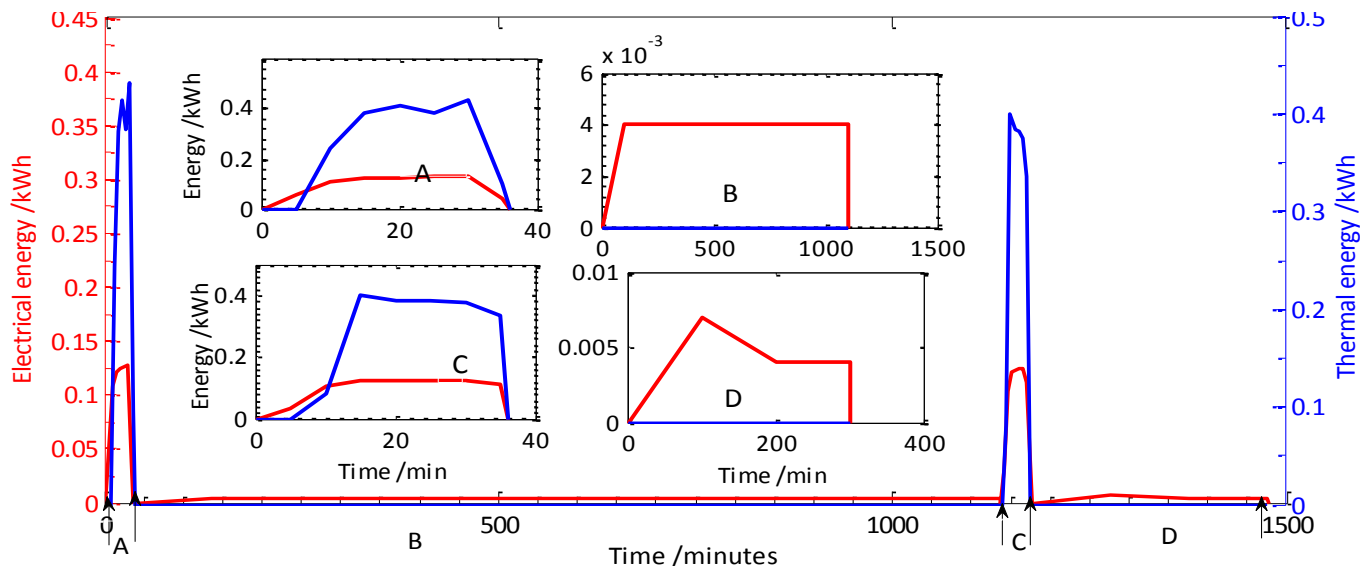 Electrical energy /kWh
0.45
0.4
0.35
0.3
0.25
0.2
0.15
0.1
0.05
0
Thermal energy /kWh
0.5
0.4
0.3
0.2
0.1
0
0
500
1000
1500
Time /minutes
A
B
C
D
Energy /kWh
0.4
0.2
0
0
20
40
A
x 10⁻³
6
4
2
0
0
500
1000
1500
B
Energy /kWh
0.4
0.2
0
0
20
40
C
Time /min
0.01
0.005
0
0
200
400
D
Time /min